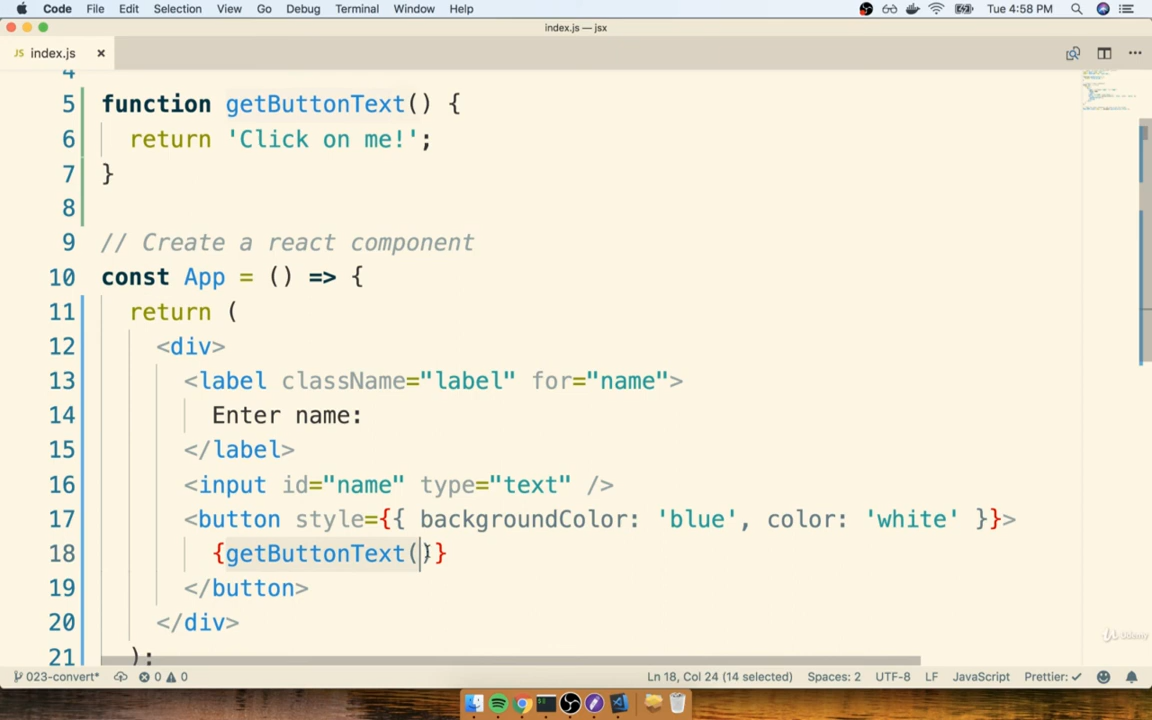 Code File Edit Selection View Go Debug Terminal Window Help Tue 4:58 PM
index.js — jsx
JS index.js ×
4
5 function getButtonText() {
6 return 'Click on me!';
7 }
8
9 // Create a react component
10 const App = () => {
11 return (
12 <div>
13 <label className="label" for="name">
14 Enter name:
15 </label>
16 <input id="name" type="text" />
17 <button style={{ backgroundColor: 'blue', color: 'white' }}>
18 {getButtonText()}
19 </button>
20 </div>
21 );
Udemy
023-convert* 0 0 Ln 18, Col 24 (14 selected) Spaces: 2 UTF-8 LF JavaScript Prettier: ✓